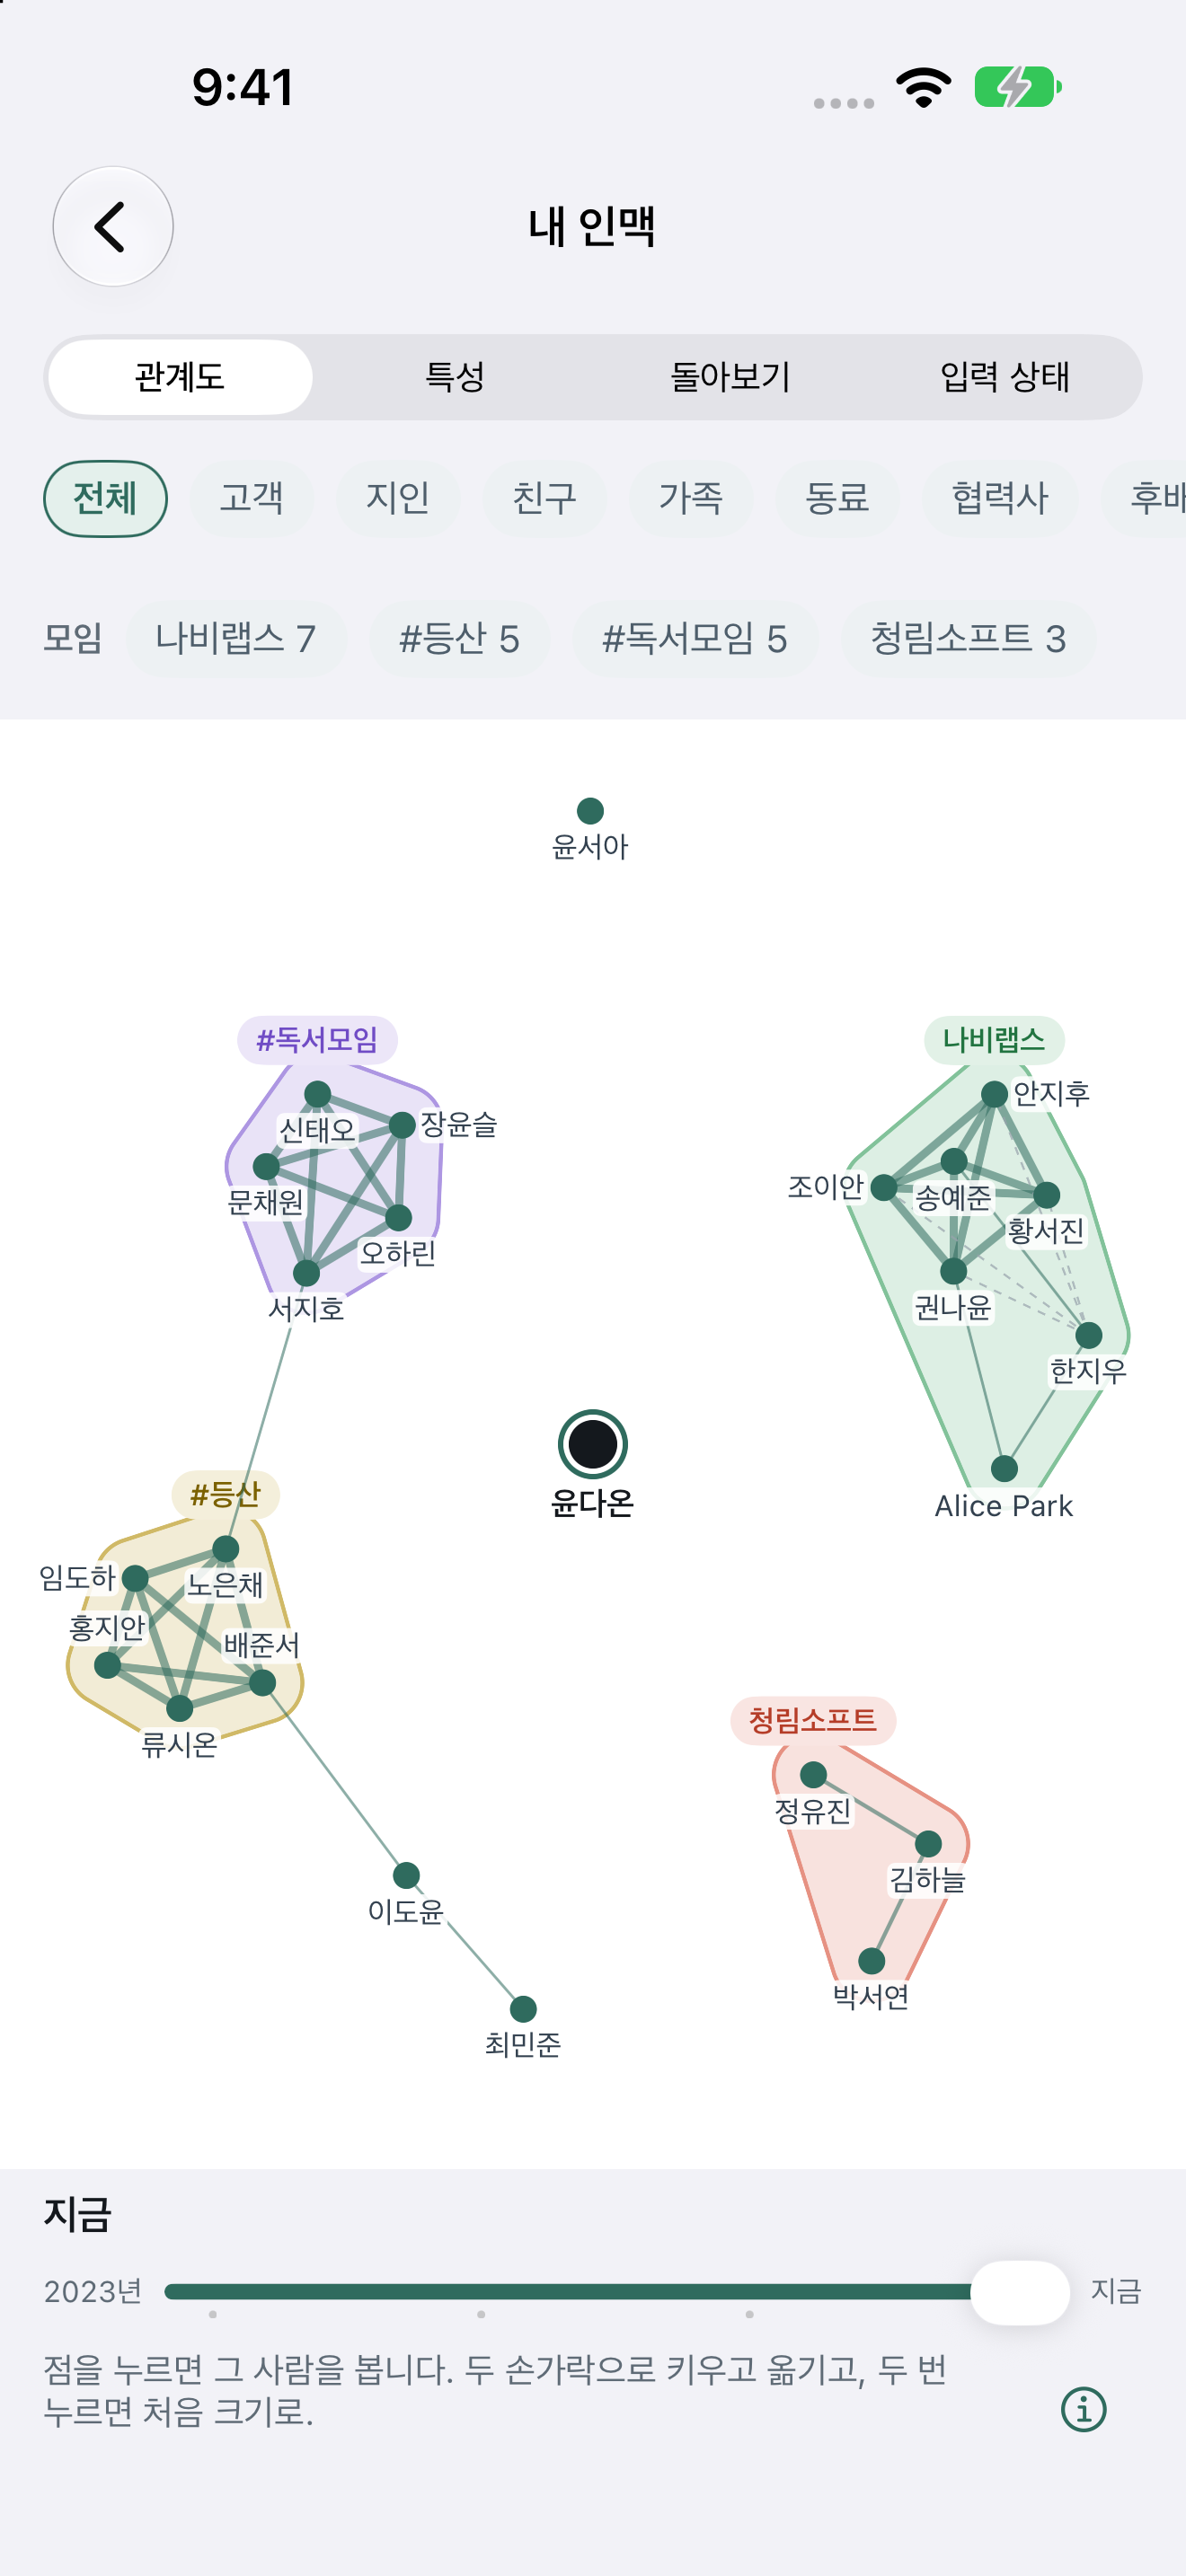 9:41
내 인맥
관계도 특성 돌아보기 입력 상태
전체 고객 지인 친구 가족 동료 협력사
모임 나비랩스 7 #등산 5 #독서모임 5 청림소프트 3
윤서아
#독서모임
나비랩스
안지후
장윤슬
신태오
조이안
송예준
문채원
황서진
오하린
권나윤
서지호
한지우
#등산
윤다온
Alice Park
임도하
노은채
홍지안
배준서
청림소프트
류시온
정유진
김하늘
이도윤
박서연
최민준
지금
2023년 지금
점을 누르면 그 사람을 봅니다. 두 손가락으로 키우고 옮기고, 두 번
누르면 처음 크기로.